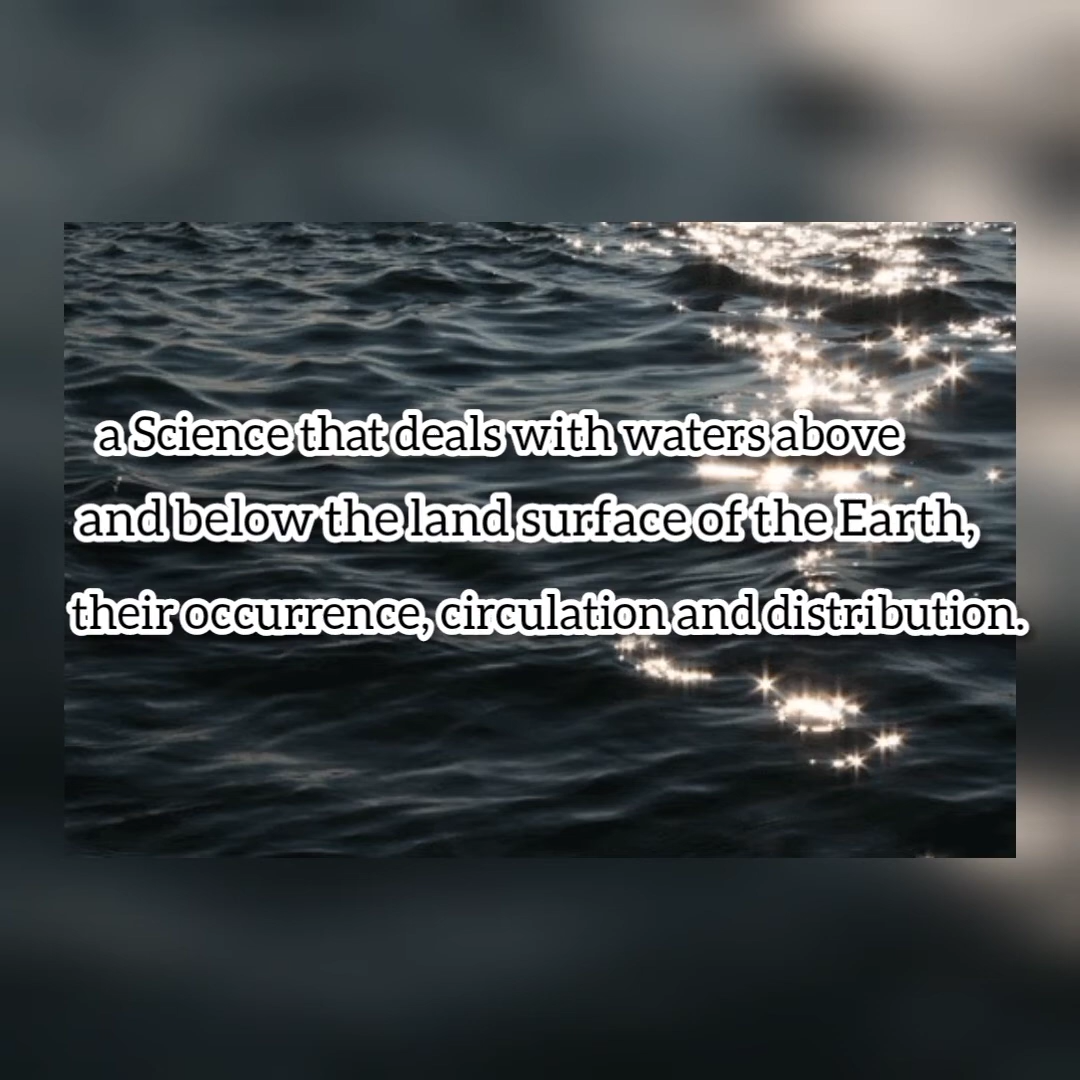 a Science that deals with waters above
and below the land surface of the Earth,
their occurrence, circulation and distribution.